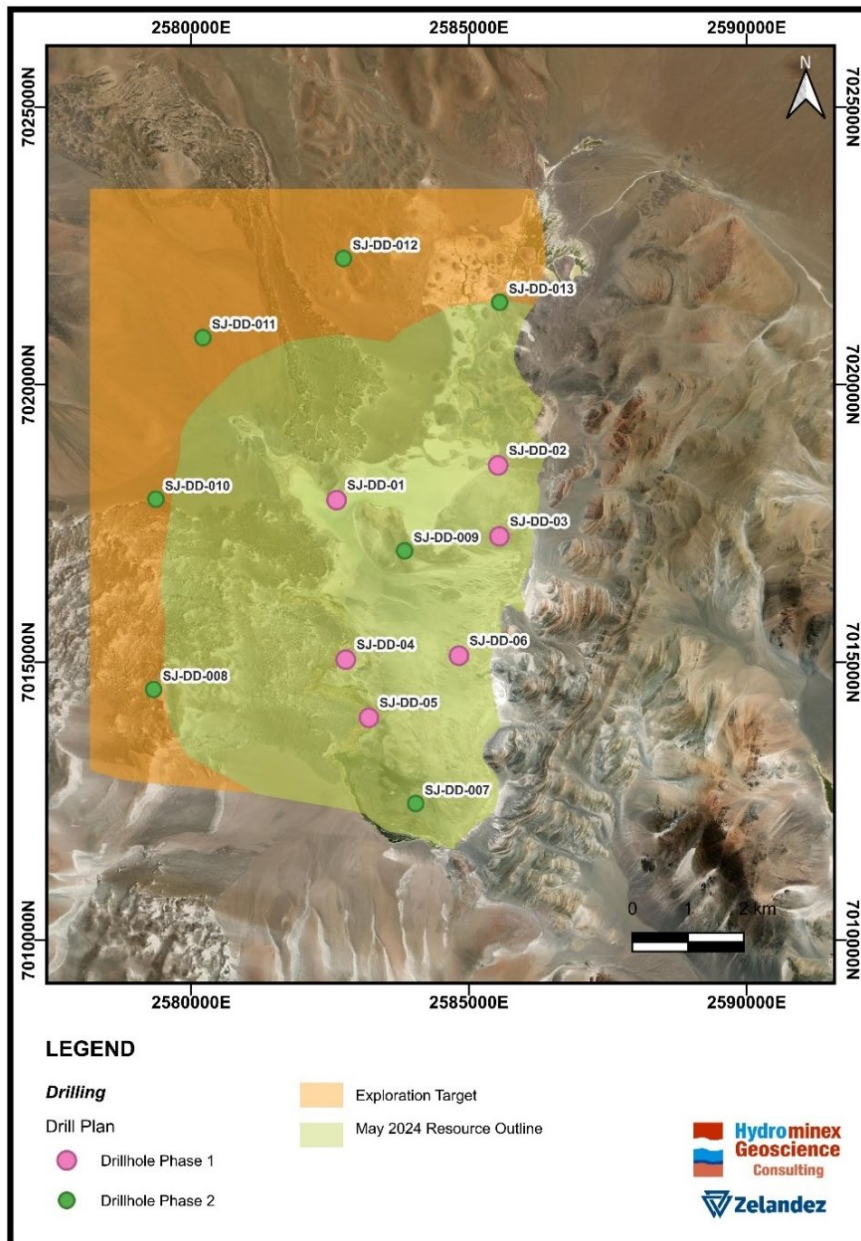 2580000E 2585000E 2590000E
N
7025000N 7025000N
SJ-DD-012
SJ-DD-013
SJ-DD-011
7020000N 7020000N
SJ-DD-02
SJ-DD-010 SJ-DD-01
SJ-DD-03
SJ-DD-009
SJ-DD-04 SJ-DD-06
7015000N 7015000N
SJ-DD-008
SJ-DD-05
SJ-DD-007
0 1 2 km
7010000N 7010000N
2580000E 2585000E 2590000E
LEGEND
Drilling
Drill Plan
Drillhole Phase 1
Drillhole Phase 2
Exploration Target
May 2024 Resource Outline
Hydrominex
Geoscience
Consulting
Zelandez